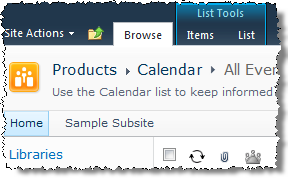 List Tools
Site Actions Browse Items List
Products Calendar All Even
Use the Calendar list to keep informed
Home Sample Subsite
Libraries